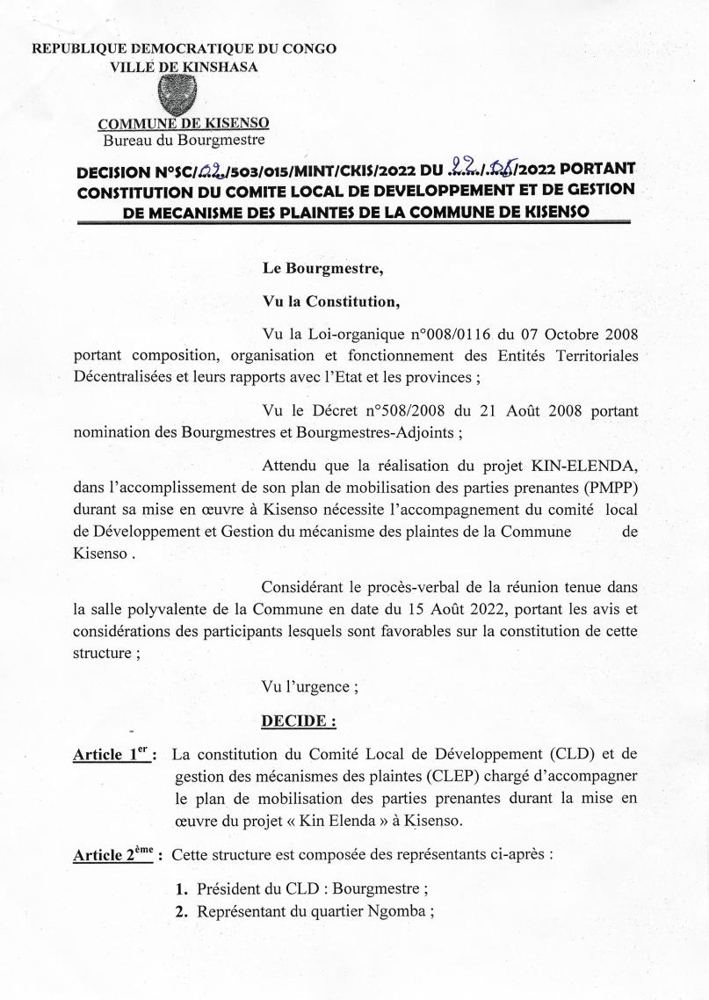 REPUBLIQUE DEMOCRATIQUE DU CONGO
VILLE DE KINSHASA
COMMUNE DE KISENSO
Bureau du Bourgmestre
DECISION N°SC/02/503/015/MINT/CKIS/2022 DU 22/08/2022 PORTANT
CONSTITUTION DU COMITE LOCAL DE DEVELOPPEMENT ET DE GESTION
DE MECANISME DES PLAINTES DE LA COMMUNE DE KISENSO
Le Bourgmestre,
Vu la Constitution,
Vu la Loi-organique n°008/0116 du 07 Octobre 2008
portant composition, organisation et fonctionnement des Entités Territoriales
Décentralisées et leurs rapports avec l'Etat et les provinces ;
Vu le Décret n°508/2008 du 21 Août 2008 portant
nomination des Bourgmestres et Bourgmestres-Adjoints ;
Attendu que la réalisation du projet KIN-ELENDA,
dans l'accomplissement de son plan de mobilisation des parties prenantes (PMPP)
durant sa mise en œuvre à Kisenso nécessite l'accompagnement du comité local
de Développement et Gestion du mécanisme des plaintes de la Commune de
Kisenso .
Considérant le procès-verbal de la réunion tenue dans
la salle polyvalente de la Commune en date du 15 Août 2022, portant les avis et
considérations des participants lesquels sont favorables sur la constitution de cette
structure ;
Vu l'urgence ;
DECIDE :
Article 1er : La constitution du Comité Local de Développement (CLD) et de
gestion des mécanismes des plaintes (CLEP) chargé d'accompagner
le plan de mobilisation des parties prenantes durant la mise en
œuvre du projet « Kin Elenda » à Kisenso.
Article 2ème : Cette structure est composée des représentants ci-après :
1. Président du CLD : Bourgmestre ;
2. Représentant du quartier Ngomba ;